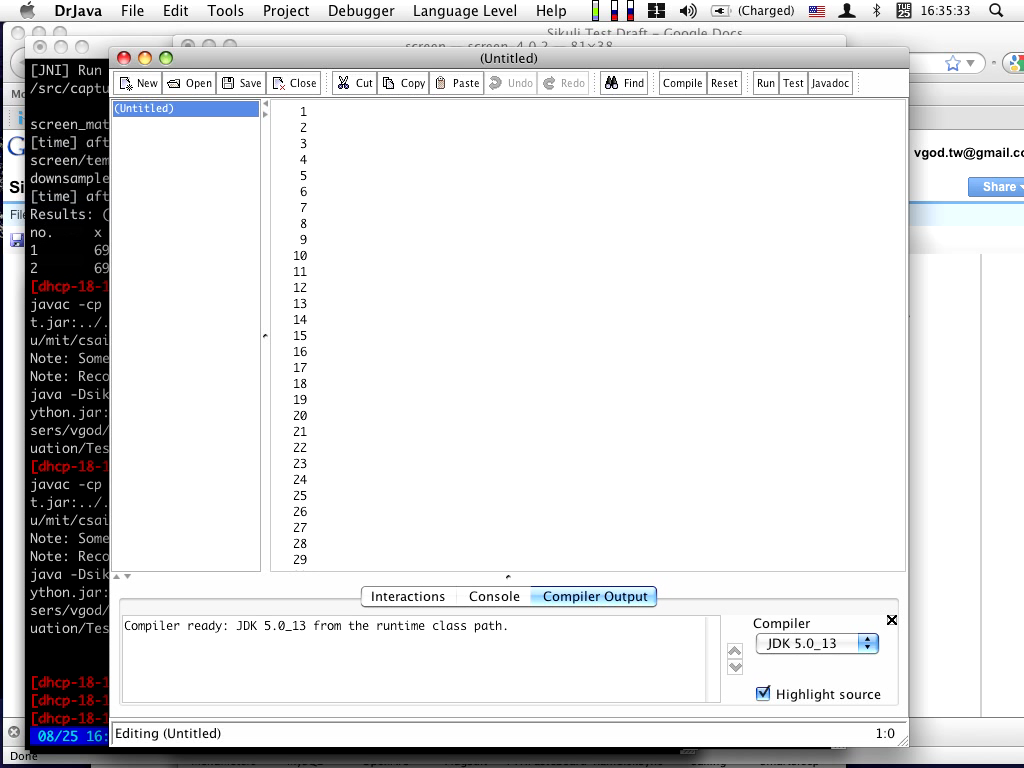 DrJava File Edit Tools Project Debugger Language Level Help (Charged) TUE 25 16:35:33
Sikuli Test Draft – Google Docs
screen — screen-4.0.2 — 81×38
(Untitled)
New Open Save Close Cut Copy Paste Undo Redo Find Compile Reset Run Test Javadoc
(Untitled)
1
2
3
4
5
6
7
8
9
10
11
12
13
14
15
16
17
18
19
20
21
22
23
24
25
26
27
28
29
Interactions Console Compiler Output
Compiler ready: JDK 5.0_13 from the runtime class path.
Compiler
JDK 5.0_13
Highlight source
Editing (Untitled) 1:0
[JNI] Run
/src/captu
screen_mat
[time] aft
screen/tem
downsample
[time] aft
Results: (
no. x
1 69
2 69
[dhcp-18-1
javac -cp
t.jar:../.
u/mit/csai
Note: Some
Note: Reco
java -Dsik
ython.jar:
sers/vgod/
uation/Tes
[dhcp-18-1
javac -cp
t.jar:../.
u/mit/csai
Note: Some
Note: Reco
java -Dsik
ython.jar:
sers/vgod/
uation/Tes
[dhcp-18-1
[dhcp-18-1
[dhcp-18-1
08/25 16:
Mo
G
Si
File
vgod.tw@gmail.co
Share
Done